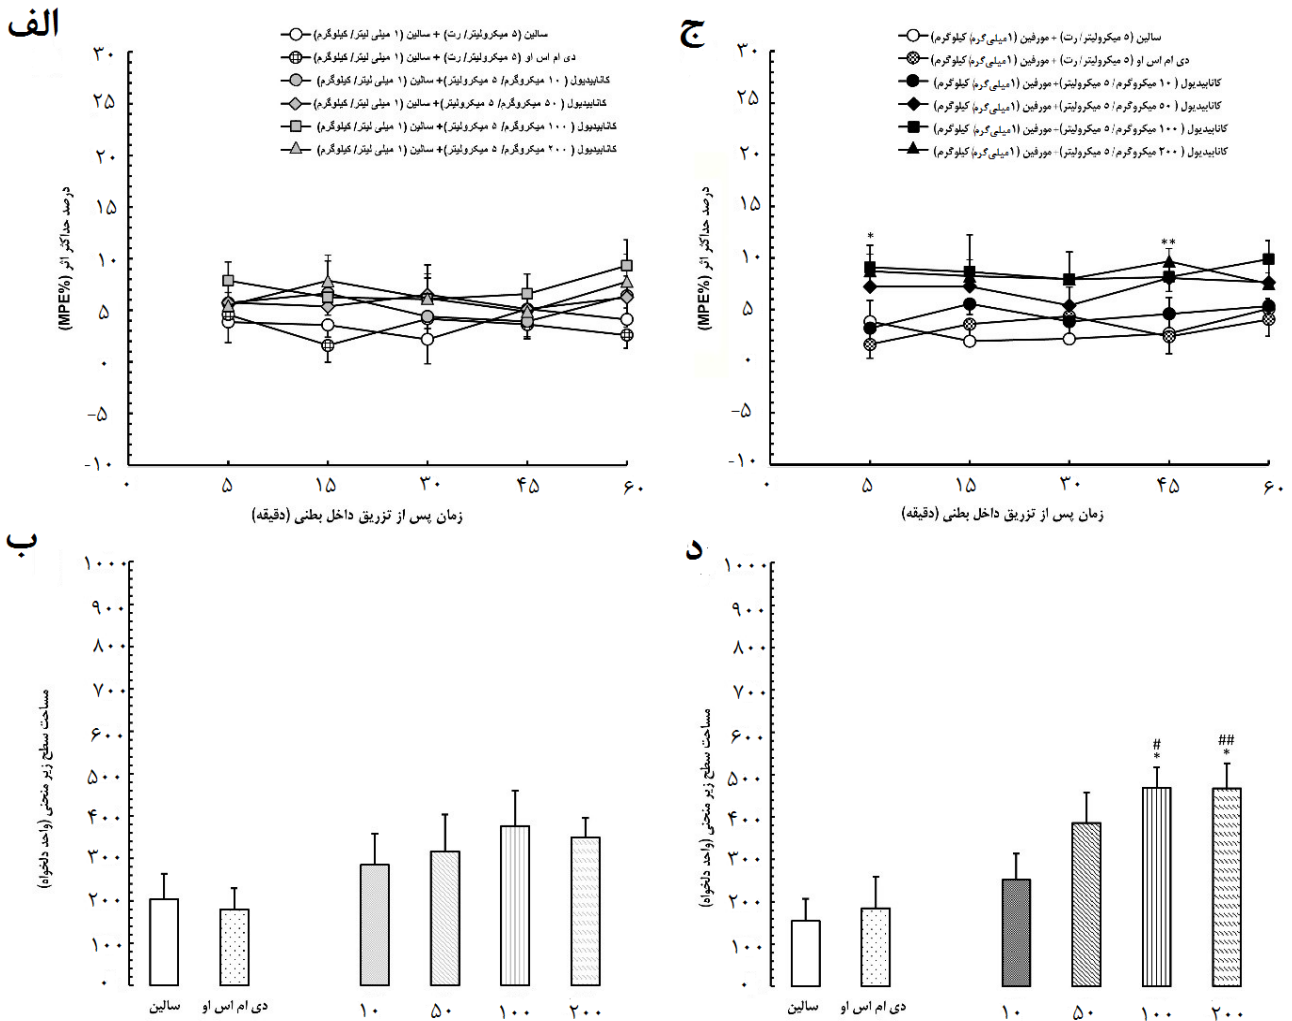 الف
سالین (۵ میکرولیتر/ رت) + سالین (۱ میلی لیتر/ کیلوگرم)
دی ام اس او (۵ میکرولیتر/ رت) + سالین (۱ میلی لیتر/ کیلوگرم)
کانابیدیول ( ۱۰ میکروگرم/ ۵ میکرولیتر)+ سالین (۱ میلی لیتر/ کیلوگرم)
کانابیدیول ( ۵۰ میکروگرم/ ۵ میکرولیتر)+ سالین (۱ میلی لیتر/ کیلوگرم)
کانابیدیول ( ۱۰۰ میکروگرم/ ۵ میکرولیتر)+ سالین (۱ میلی لیتر/ کیلوگرم)
کانابیدیول ( ۲۰۰ میکروگرم/ ۵ میکرولیتر)+ سالین (۱ میلی لیتر/ کیلوگرم)
۳۰
۲۵
۲۰
۱۵
۱۰
۵
۰
-۵
-۱۰
درصد حداکثر اثر (MPE%)
۰ ۵ ۱۵ ۳۰ ۴۵ ۶۰
زمان پس از تزریق داخل بطنی (دقیقه)
ج
سالین (۵ میکرولیتر/ رت) + مورفین (۱میلی‌گرم/ کیلوگرم)
دی ام اس او (۵ میکرولیتر/ رت) + مورفین (۱میلی‌گرم/ کیلوگرم)
کانابیدیول ( ۱۰ میکروگرم/ ۵ میکرولیتر)+ مورفین (۱میلی‌گرم/ کیلوگرم)
کانابیدیول ( ۵۰ میکروگرم/ ۵ میکرولیتر)+ مورفین (۱میلی‌گرم/ کیلوگرم)
کانابیدیول ( ۱۰۰ میکروگرم/ ۵ میکرولیتر)+ مورفین (۱میلی‌گرم/ کیلوگرم)
کانابیدیول ( ۲۰۰ میکروگرم/ ۵ میکرولیتر)+ مورفین (۱میلی‌گرم/ کیلوگرم)
۳۰
۲۵
۲۰
۱۵
۱۰
۵
۰
-۵
-۱۰
* **
درصد حداکثر اثر (MPE%)
۰ ۵ ۱۵ ۳۰ ۴۵ ۶۰
زمان پس از تزریق داخل بطنی (دقیقه)
ب
۱۰۰۰
۹۰۰
۸۰۰
۷۰۰
۶۰۰
۵۰۰
۴۰۰
۳۰۰
۲۰۰
۱۰۰
۰
مساحت سطح زیر منحنی (واحد دلخواه)
سالین دی ام اس او ۱۰ ۵۰ ۱۰۰ ۲۰۰
د
۱۰۰۰
۹۰۰
۸۰۰
۷۰۰
۶۰۰
۵۰۰
۴۰۰
۳۰۰
۲۰۰
۱۰۰
۰
# ##
* *
مساحت سطح زیر منحنی (واحد دلخواه)
سالین دی ام اس او ۱۰ ۵۰ ۱۰۰ ۲۰۰